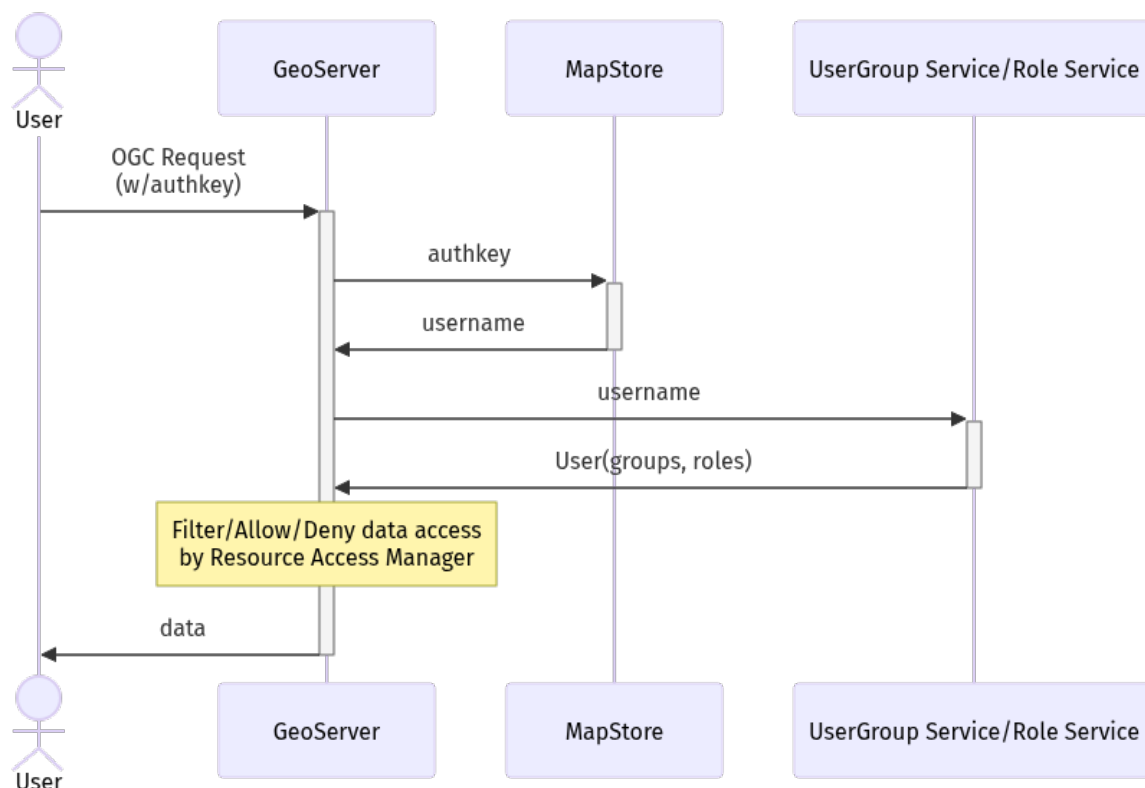 GeoServer
MapStore
UserGroup Service/Role Service
User
OGC Request
(w/authkey)
authkey
username
username
User(groups, roles)
Filter/Allow/Deny data access
by Resource Access Manager
data
GeoServer
MapStore
UserGroup Service/Role Service
User